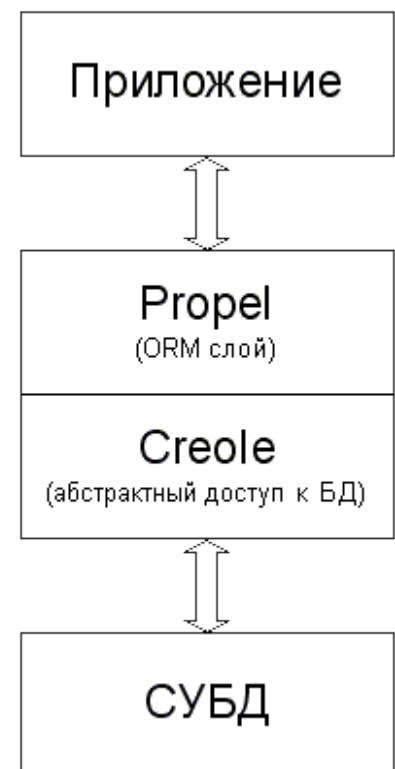 Приложение
Propel
(ORM слой)
Creole
(абстрактный доступ к БД)
СУБД